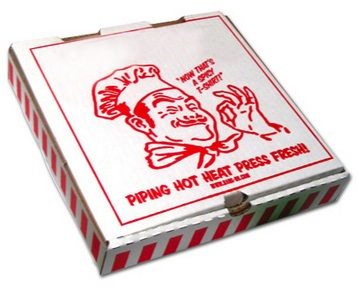 "NOW THAT'S
A SPICY
T-SHIRT!"
PIPING HOT HEAT PRESS FRESH!